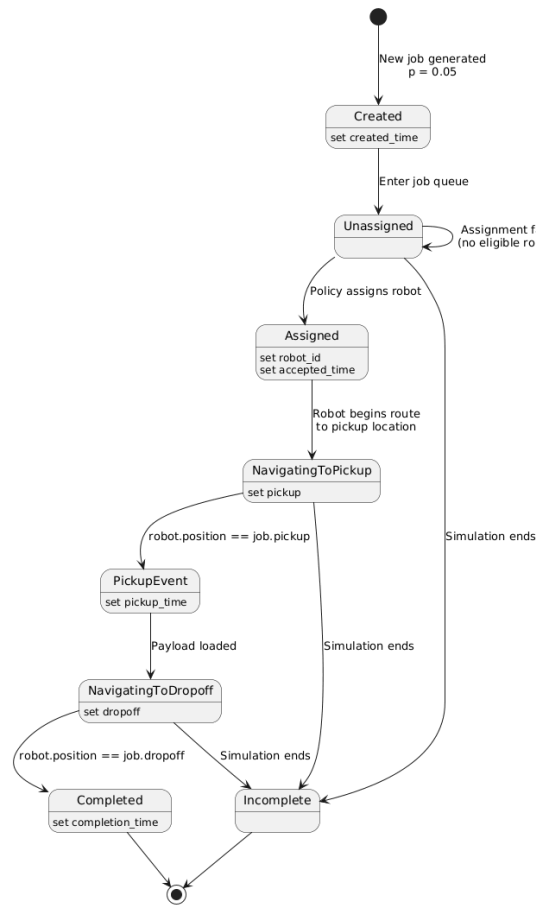 New job generated
p = 0.05
Created
set created_time
Enter job queue
Unassigned
Assignment f
(no eligible ro
Policy assigns robot
Assigned
set robot_id
set accepted_time
Robot begins route
to pickup location
NavigatingToPickup
set pickup
robot.position == job.pickup
Simulation ends
PickupEvent
set pickup_time
Payload loaded
Simulation ends
NavigatingToDropoff
set dropoff
robot.position == job.dropoff
Simulation ends
Completed
set completion_time
Incomplete